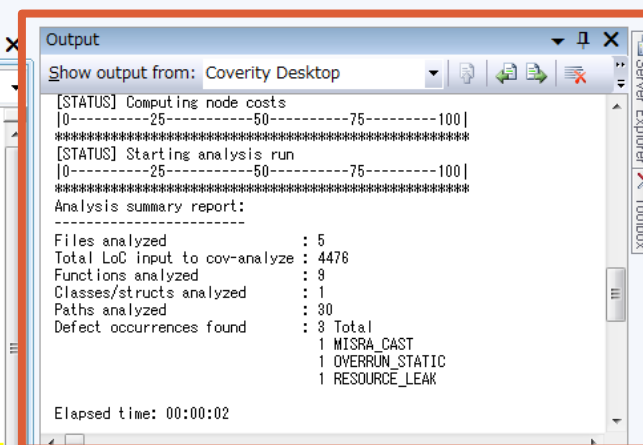 Output
Show output from: Coverity Desktop
[STATUS] Computing node costs
|0----------25-----------50---------75---------100|
****************************************************
[STATUS] Starting analysis run
|0----------25-----------50---------75---------100|
****************************************************
Analysis summary report:
------------------------
Files analyzed : 5
Total LoC input to cov-analyze : 4476
Functions analyzed : 9
Classes/structs analyzed : 1
Paths analyzed : 30
Defect occurrences found : 3 Total
1 MISRA_CAST
1 OVERRUN_STATIC
1 RESOURCE_LEAK
Elapsed time: 00:00:02
Server Explorer
Toolbox